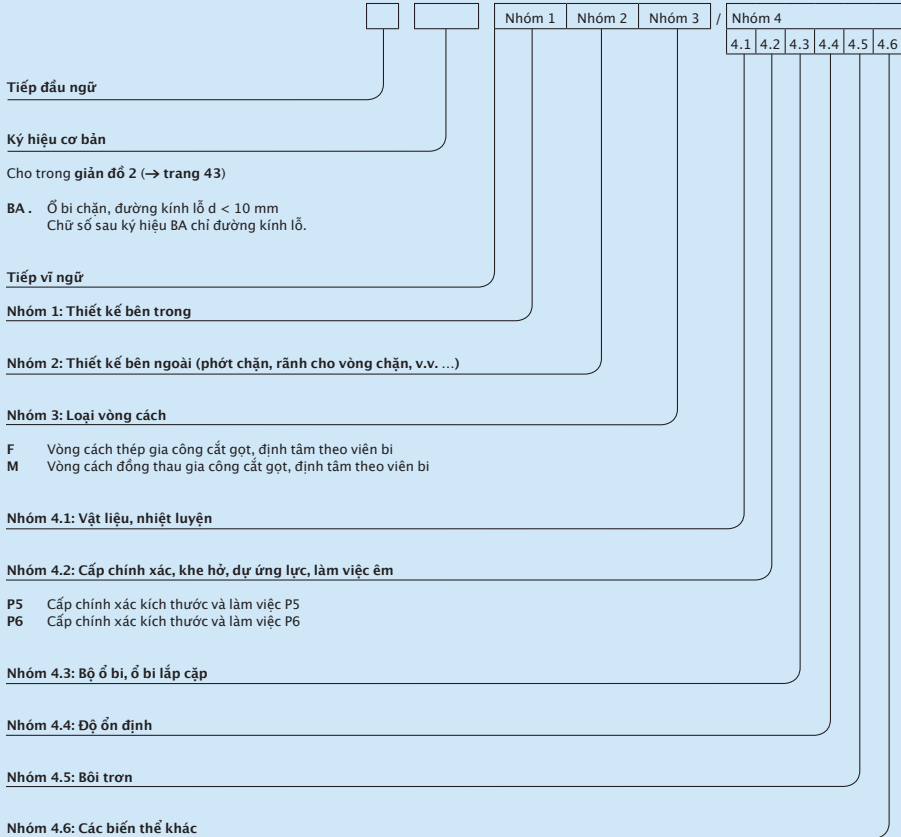 Nhóm 1 Nhóm 2 Nhóm 3 / Nhóm 4
4.1 4.2 4.3 4.4 4.5 4.6
Tiếp đầu ngữ
Ký hiệu cơ bản
Cho trong giản đồ 2 (→ trang 43)
BA . Ổ bi chặn, đường kính lỗ d < 10 mm
Chữ số sau ký hiệu BA chỉ đường kính lỗ.
Tiếp vĩ ngữ
Nhóm 1: Thiết kế bên trong
Nhóm 2: Thiết kế bên ngoài (phớt chặn, rãnh cho vòng chặn, v.v. ...)
Nhóm 3: Loại vòng cách
F Vòng cách thép gia công cắt gọt, định tâm theo viên bi
M Vòng cách đồng thau gia công cắt gọt, định tâm theo viên bi
Nhóm 4.1: Vật liệu, nhiệt luyện
Nhóm 4.2: Cấp chính xác, khe hở, dự ứng lực, làm việc êm
P5 Cấp chính xác kích thước và làm việc P5
P6 Cấp chính xác kích thước và làm việc P6
Nhóm 4.3: Bộ ổ bi, ổ bi lắp cặp
Nhóm 4.4: Độ ổn định
Nhóm 4.5: Bôi trơn
Nhóm 4.6: Các biến thể khác